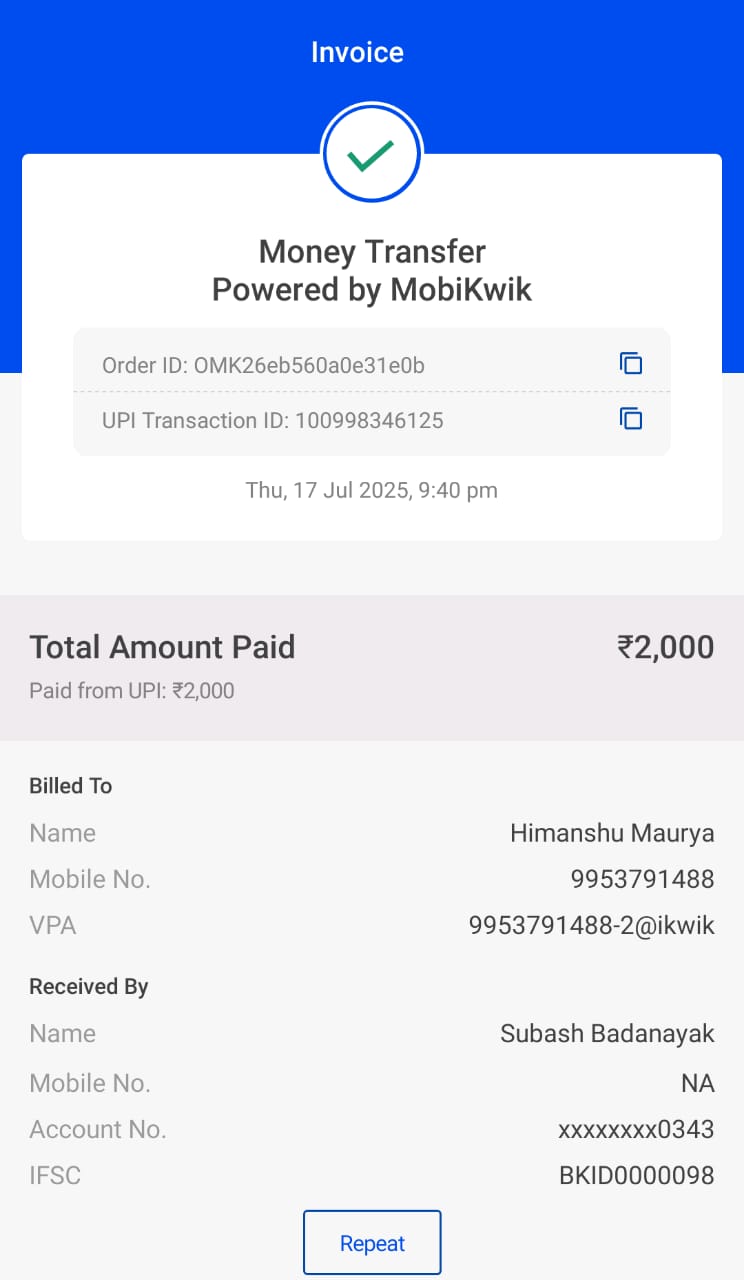 Invoice
Money Transfer
Powered by MobiKwik
Order ID: OMK26eb560a0e31e0b
UPI Transaction ID: 100998346125
Thu, 17 Jul 2025, 9:40 pm
Total Amount Paid ₹2,000
Paid from UPI: ₹2,000
Billed To
Name Himanshu Maurya
Mobile No. 9953791488
VPA 9953791488-2@ikwik
Received By
Name Subash Badanayak
Mobile No. NA
Account No. xxxxxxxx0343
IFSC BKID0000098
Repeat